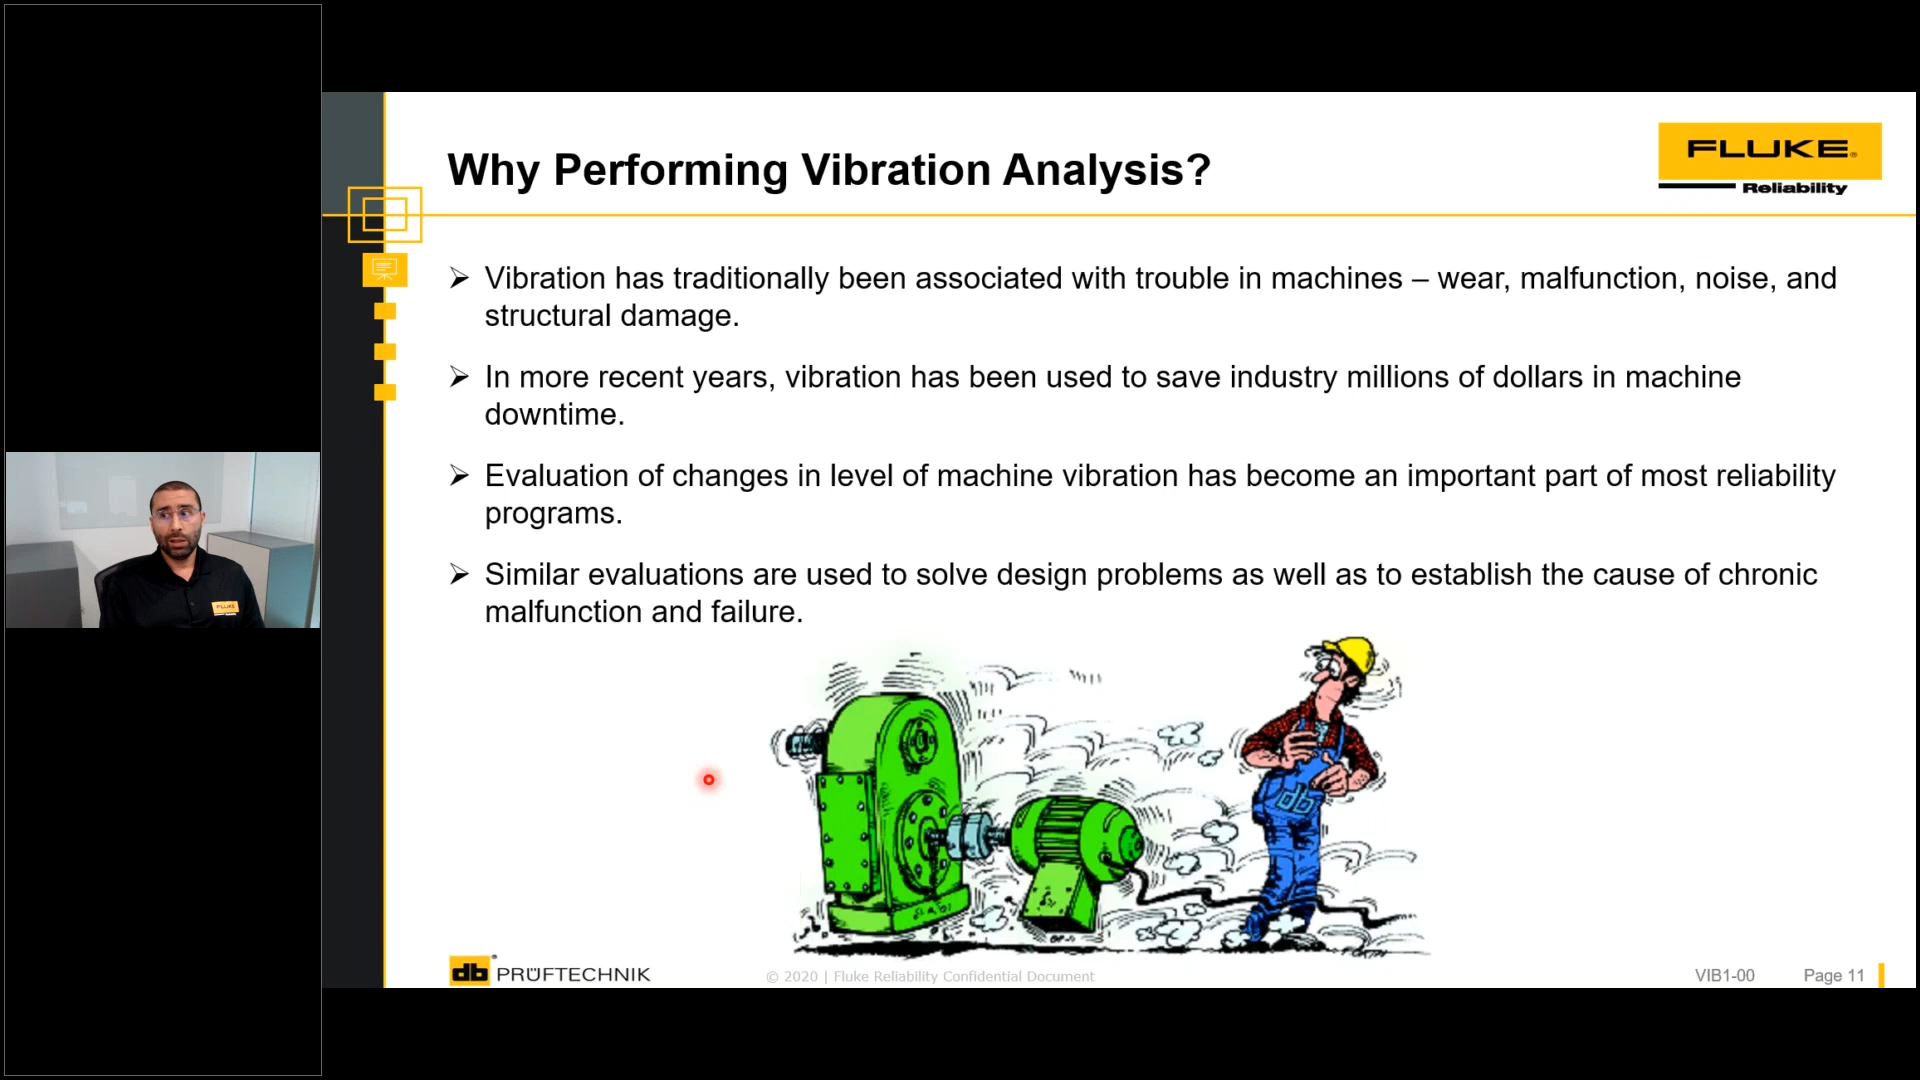 Why Performing Vibration Analysis?
FLUKE®
Reliability
➢ Vibration has traditionally been associated with trouble in machines – wear, malfunction, noise, and
structural damage.
➢ In more recent years, vibration has been used to save industry millions of dollars in machine
downtime.
➢ Evaluation of changes in level of machine vibration has become an important part of most reliability
programs.
➢ Similar evaluations are used to solve design problems as well as to establish the cause of chronic
malfunction and failure.
FLUKE
db
db® PRÜFTECHNIK
© 2020 | Fluke Reliability Confidential Document
VIB1-00
Page 11